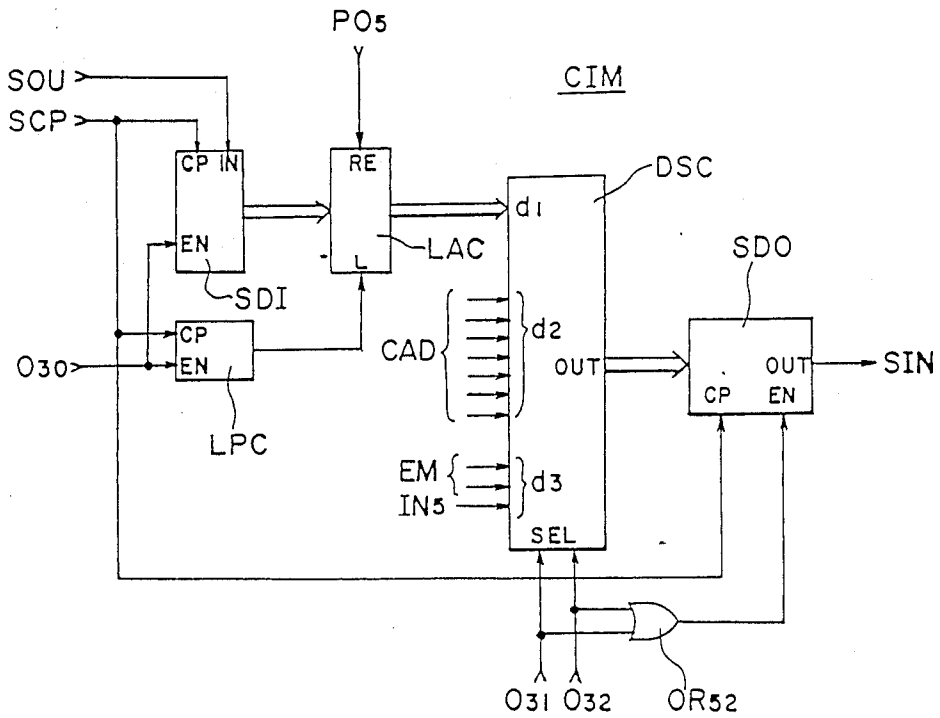 PO5
CIM
SOU
SCP
CP IN
EN
SDI
RE
L
LAC
DSC
d1
d2
CAD
OUT
EM
d3
IN5
SEL
SDO
OUT
CP EN
SIN
CP
EN
O30
LPC
OR52
O31 O32